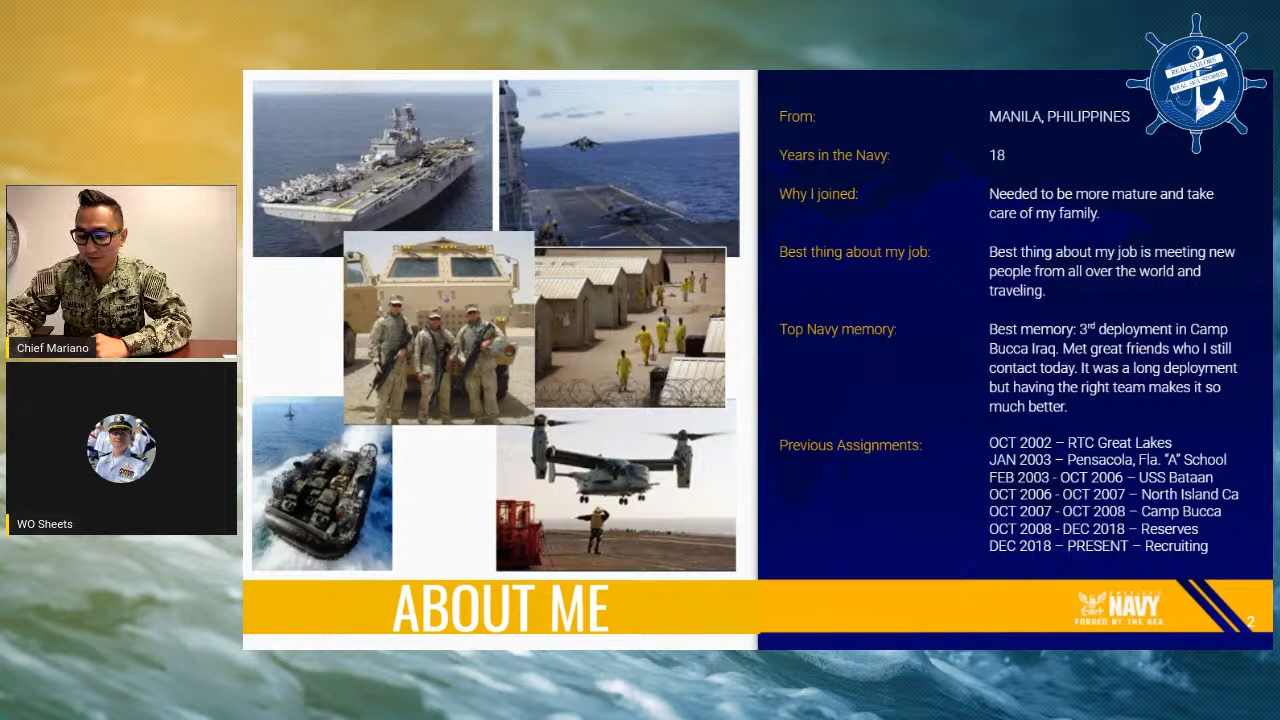 REAL SAILORS
REAL SEA STORIES
From:
MANILA, PHILIPPINES
Years in the Navy:
18
Why I joined:
Needed to be more mature and take
care of my family.
Best thing about my job:
Best thing about my job is meeting new
people from all over the world and
traveling.
Top Navy memory:
Best memory: 3rd deployment in Camp
Bucca Iraq. Met great friends who I still
contact today. It was a long deployment
but having the right team makes it so
much better.
Previous Assignments:
OCT 2002 – RTC Great Lakes
JAN 2003 – Pensacola, Fla. “A” School
FEB 2003 - OCT 2006 – USS Bataan
OCT 2006 - OCT 2007 – North Island Ca
OCT 2007 - OCT 2008 – Camp Bucca
OCT 2008 - DEC 2018 – Reserves
DEC 2018 – PRESENT – Recruiting
Chief Mariano
WO Sheets
ABOUT ME
AMERICA'S
NAVY
FORGED BY THE SEA
2